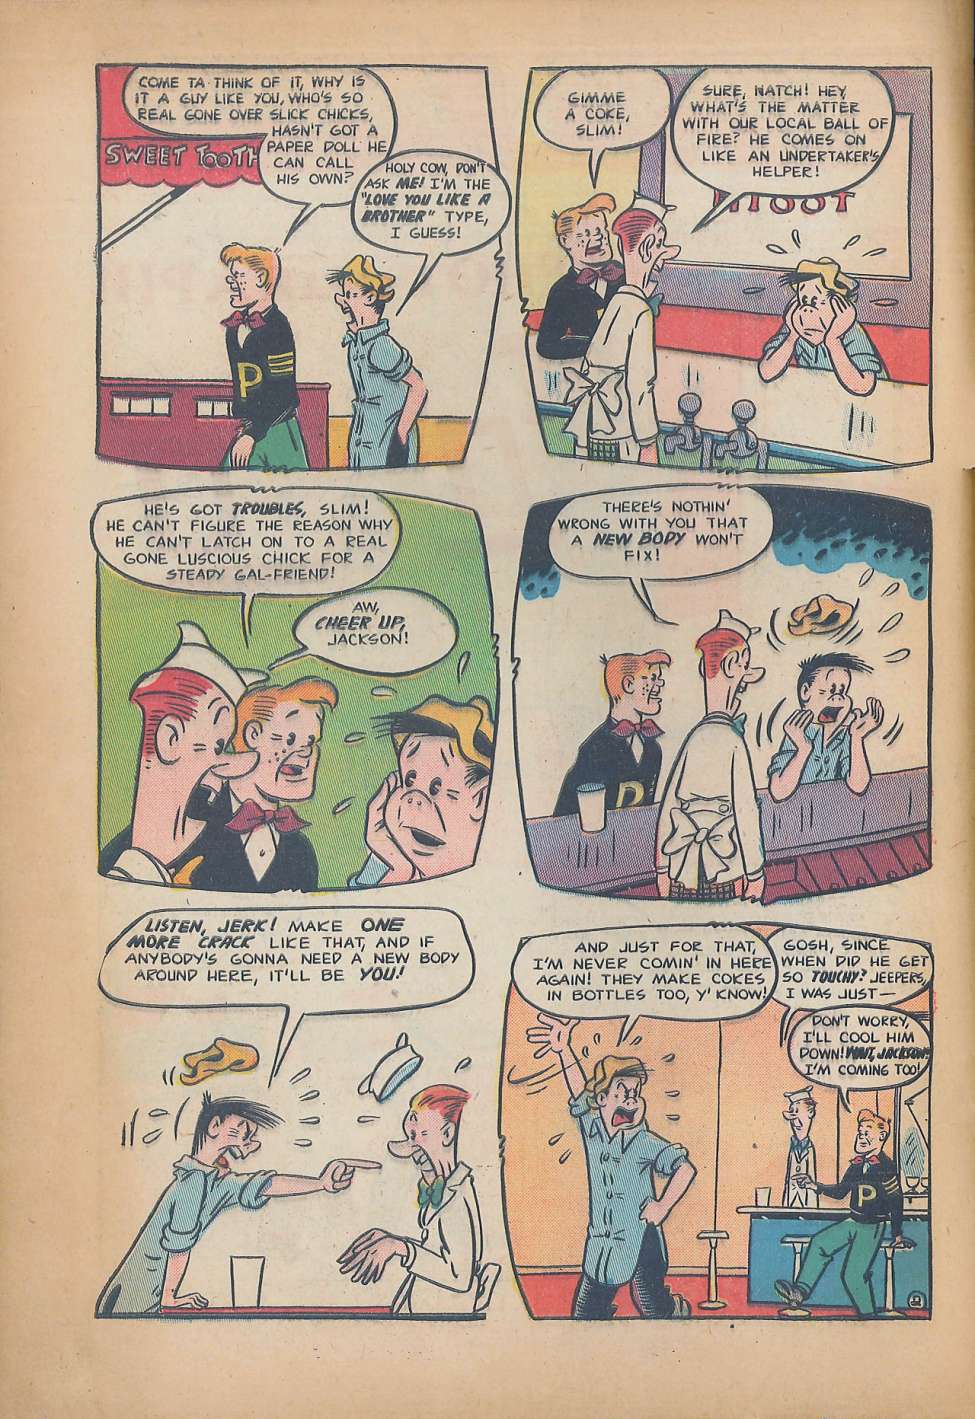 COME TA THINK OF IT, WHY IS
IT A GUY LIKE YOU, WHO'S SO
REAL GONE OVER SLICK CHICKS,
HASN'T GOT A
PAPER DOLL HE
CAN CALL
HIS OWN?
SWEET TOOTH
HOLY COW, DON'T
ASK ME! I'M THE
"LOVE YOU LIKE A
BROTHER" TYPE,
I GUESS!
P
GIMME
A COKE,
SLIM!
SURE, NATCH! HEY,
WHAT'S THE MATTER
WITH OUR LOCAL BALL OF
FIRE? HE COMES ON
LIKE AN UNDERTAKER'S
HELPER!
HE'S GOT TROUBLES, SLIM!
HE CAN'T FIGURE THE REASON WHY
HE CAN'T LATCH ON TO A REAL
GONE LUSCIOUS CHICK FOR A
STEADY GAL-FRIEND!
AW,
CHEER UP,
JACKSON!
THERE'S NOTHIN'
WRONG WITH YOU THAT
A NEW BODY WON'T
FIX!
P
LISTEN, JERK! MAKE ONE
MORE CRACK LIKE THAT, AND IF
ANYBODY'S GONNA NEED A NEW BODY
AROUND HERE, IT'LL BE YOU!
AND JUST FOR THAT,
I'M NEVER COMIN' IN HERE
AGAIN! THEY MAKE COKES
IN BOTTLES TOO, Y'KNOW!
GOSH, SINCE
WHEN DID HE GET
SO TOUCHY? JEEPERS,
I WAS JUST—
DON'T WORRY,
I'LL COOL HIM
DOWN! WAIT, JACKSON!
I'M COMING TOO!
P